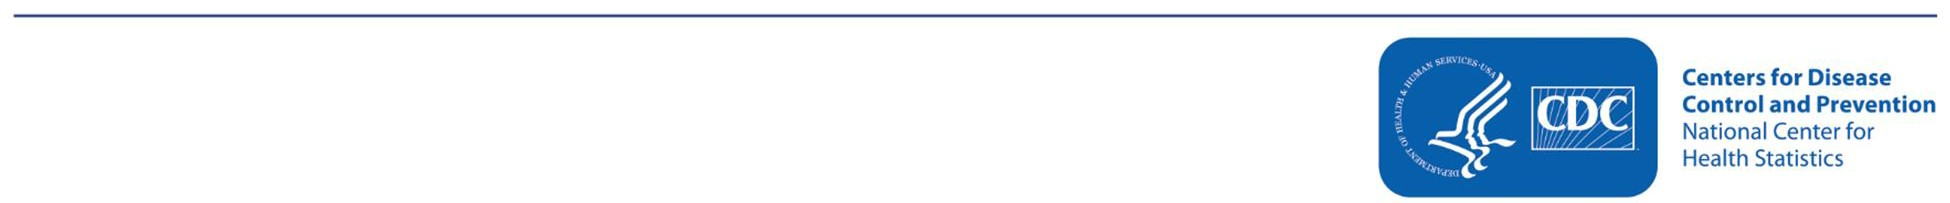 DEPARTMENT OF HEALTH & HUMAN SERVICES·USA
CDC
Centers for Disease
Control and Prevention
National Center for
Health Statistics